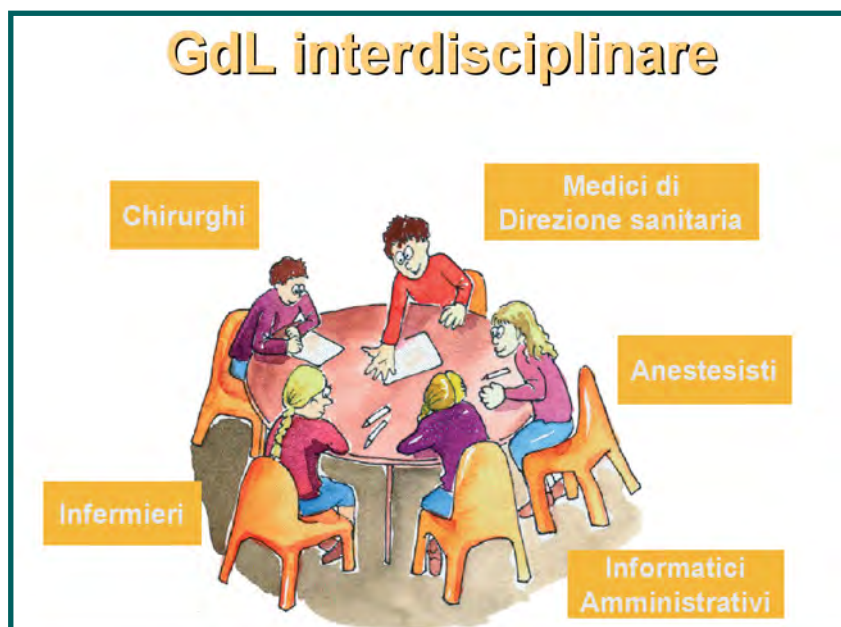 GdL interdisciplinare
Chirurghi
Medici di
Direzione sanitaria
Anestesisti
Infermieri
Informatici
Amministrativi